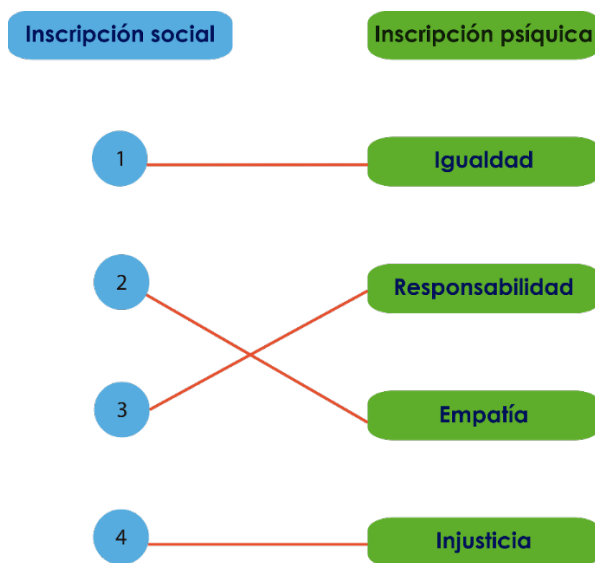 Inscripción social
Inscripción psíquica
1
Igualdad
2
Responsabilidad
3
Empatía
4
Injusticia